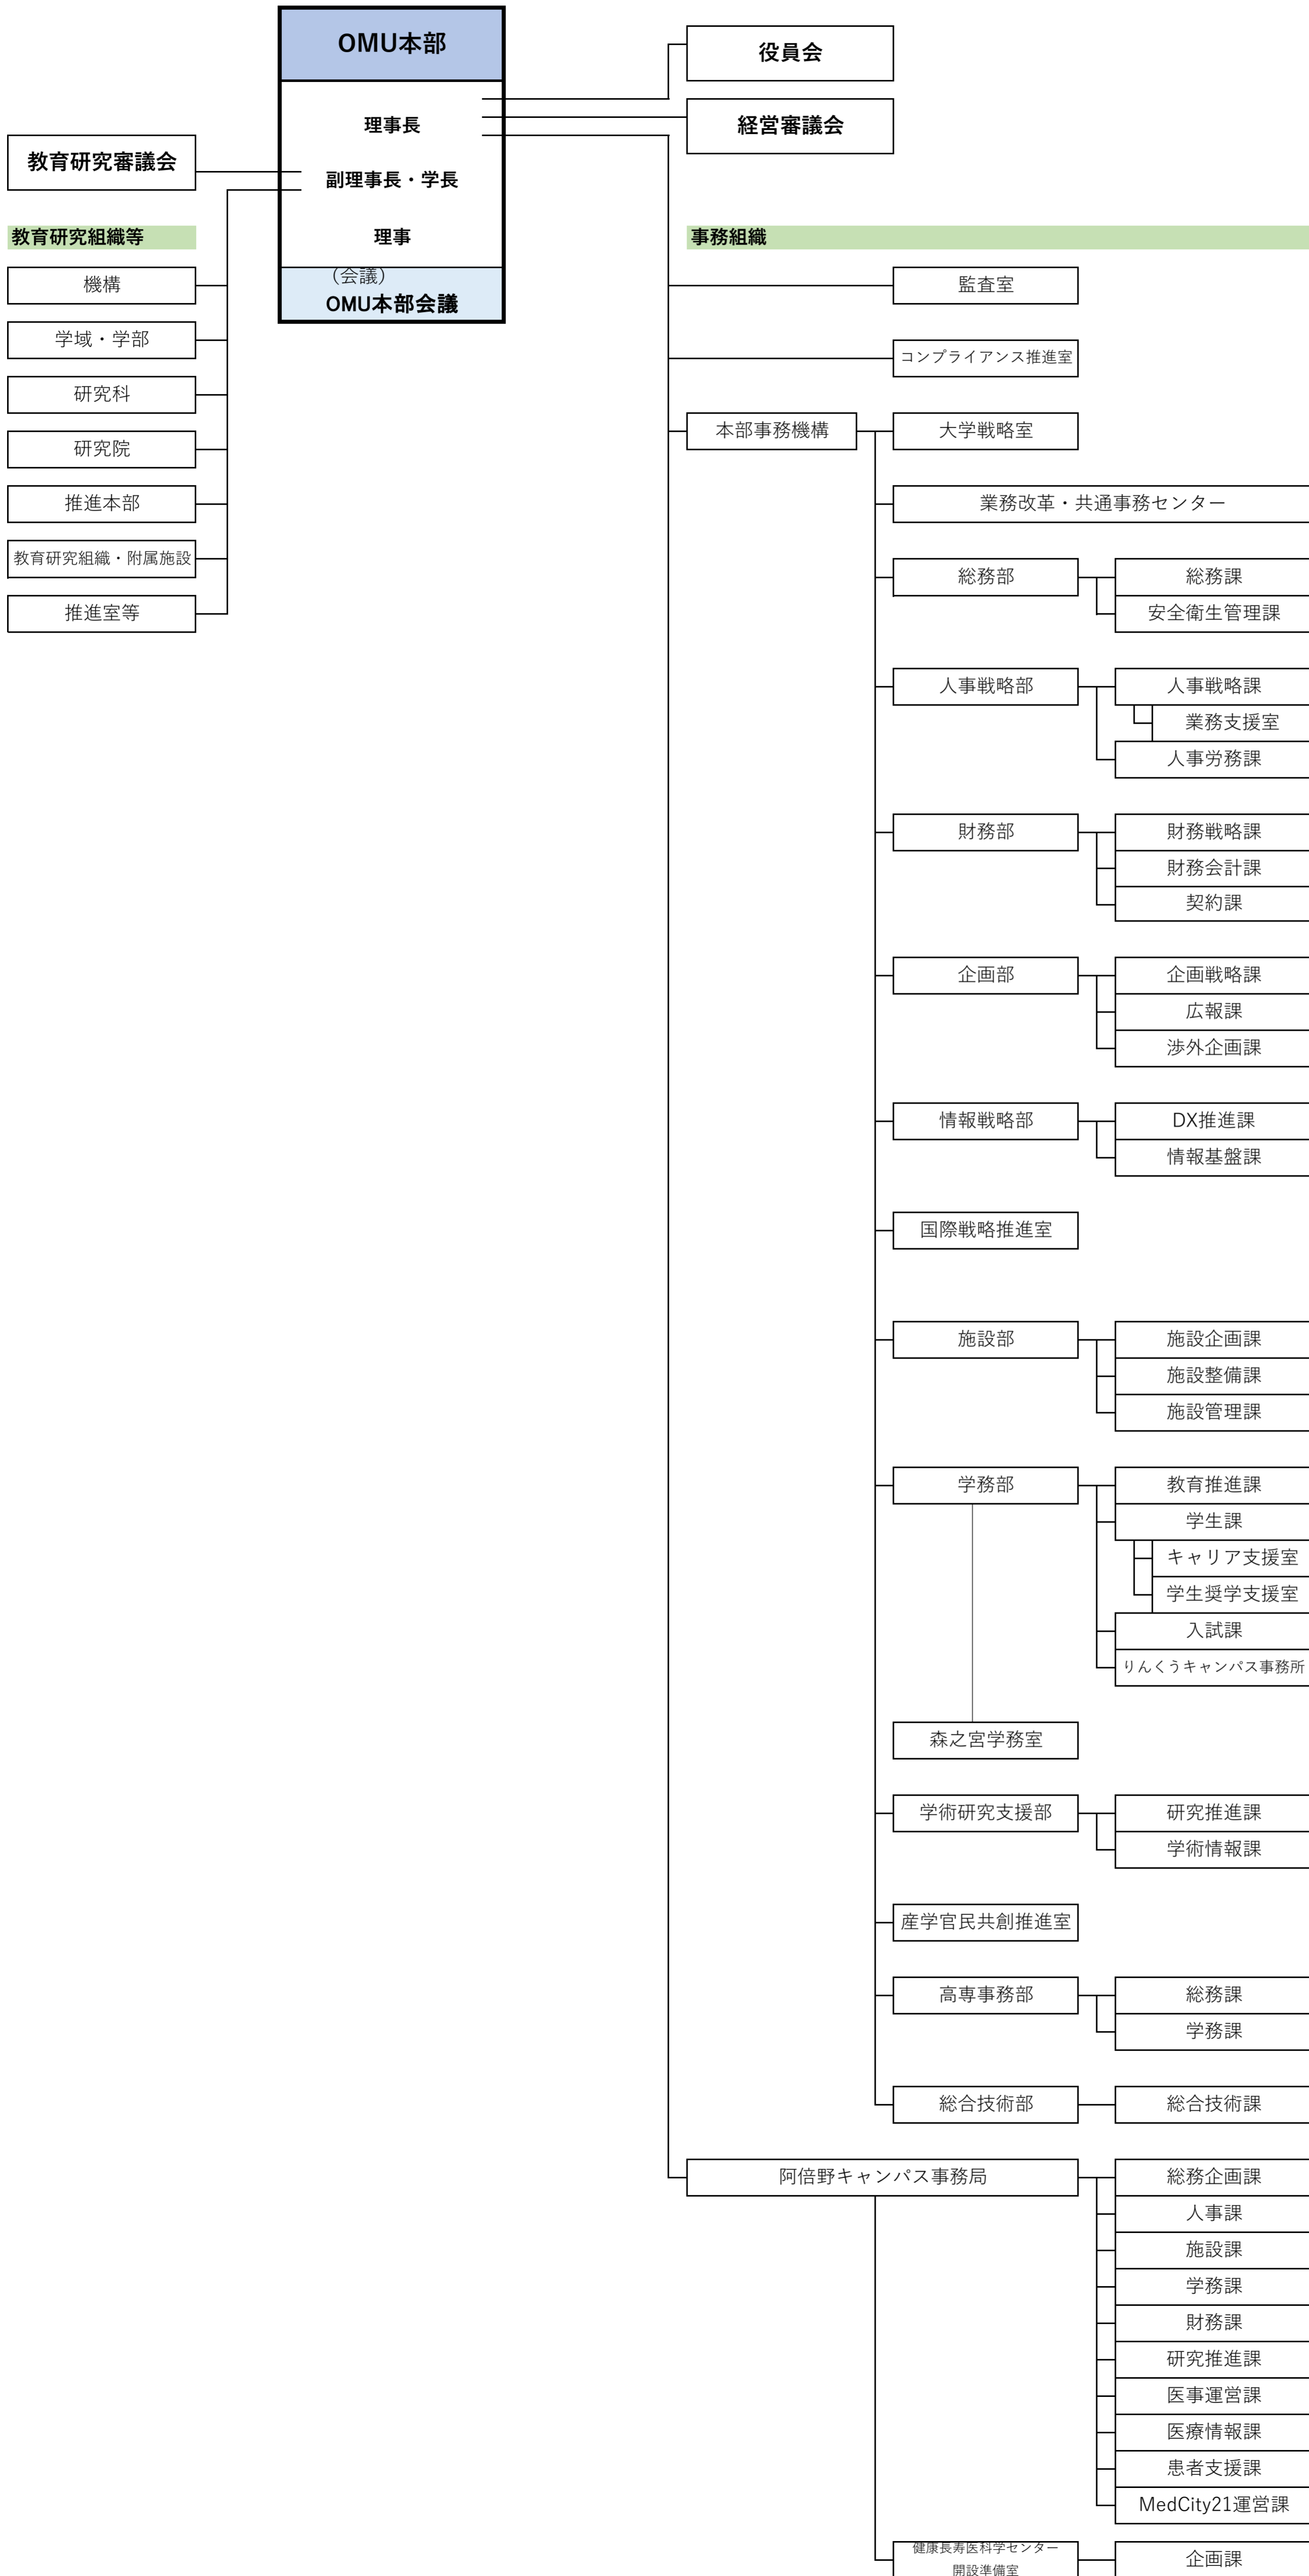 OMU本部
理事長
副理事長・学長
理事
（会議）
OMU本部会議
役員会
経営審議会
教育研究審議会
教育研究組織等
機構
学域・学部
研究科
研究院
推進本部
教育研究組織・附属施設
推進室等
事務組織
監査室
コンプライアンス推進室
本部事務機構
大学戦略室
業務改革・共通事務センター
総務部
総務課
安全衛生管理課
人事戦略部
人事戦略課
業務支援室
人事労務課
財務部
財務戦略課
財務会計課
契約課
企画部
企画戦略課
広報課
渉外企画課
情報戦略部
DX推進課
情報基盤課
国際戦略推進室
施設部
施設企画課
施設整備課
施設管理課
学務部
教育推進課
学生課
キャリア支援室
学生奨学支援室
入試課
りんくうキャンパス事務所
森之宮学務室
学術研究支援部
研究推進課
学術情報課
産学官民共創推進室
高専事務部
総務課
学務課
総合技術部
総合技術課
阿倍野キャンパス事務局
総務企画課
人事課
施設課
学務課
財務課
研究推進課
医事運営課
医療情報課
患者支援課
MedCity21運営課
健康長寿医科学センター
開設準備室
企画課